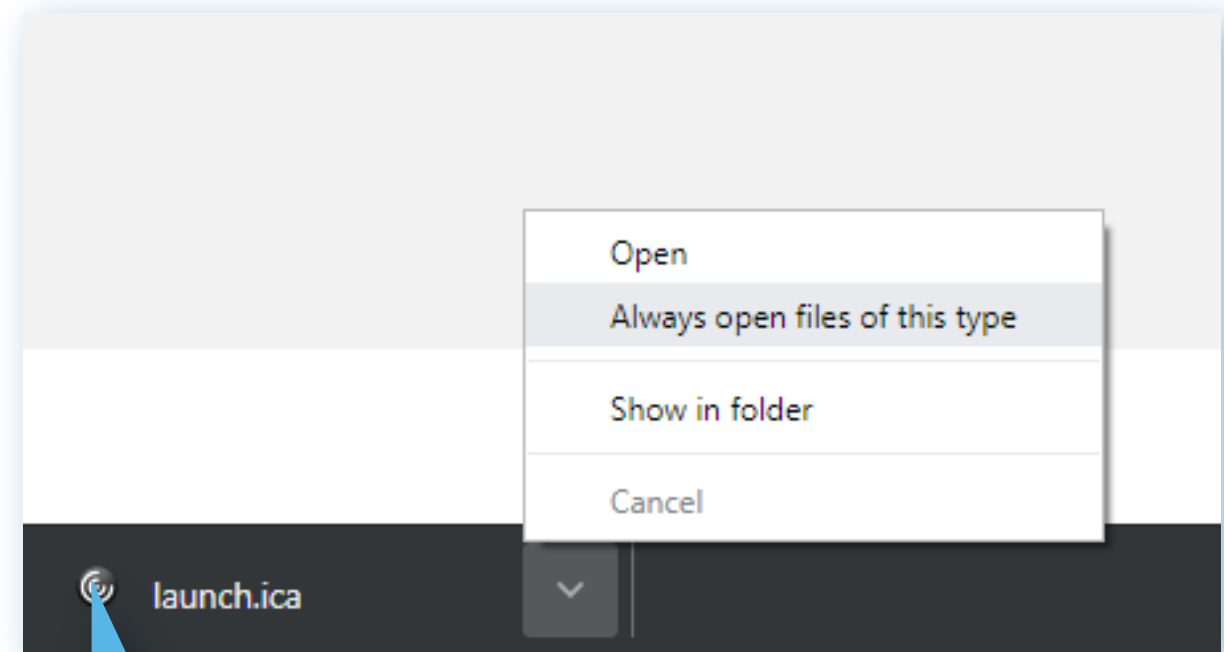 Open
Always open files of this type
Show in folder
Cancel
launch.ica